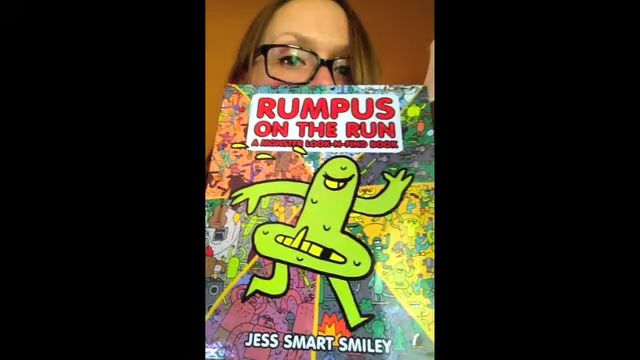 RUMPUS
ON THE RUN
A MONSTER LOOK-N-FIND BOOK
JESS SMART SMILEY